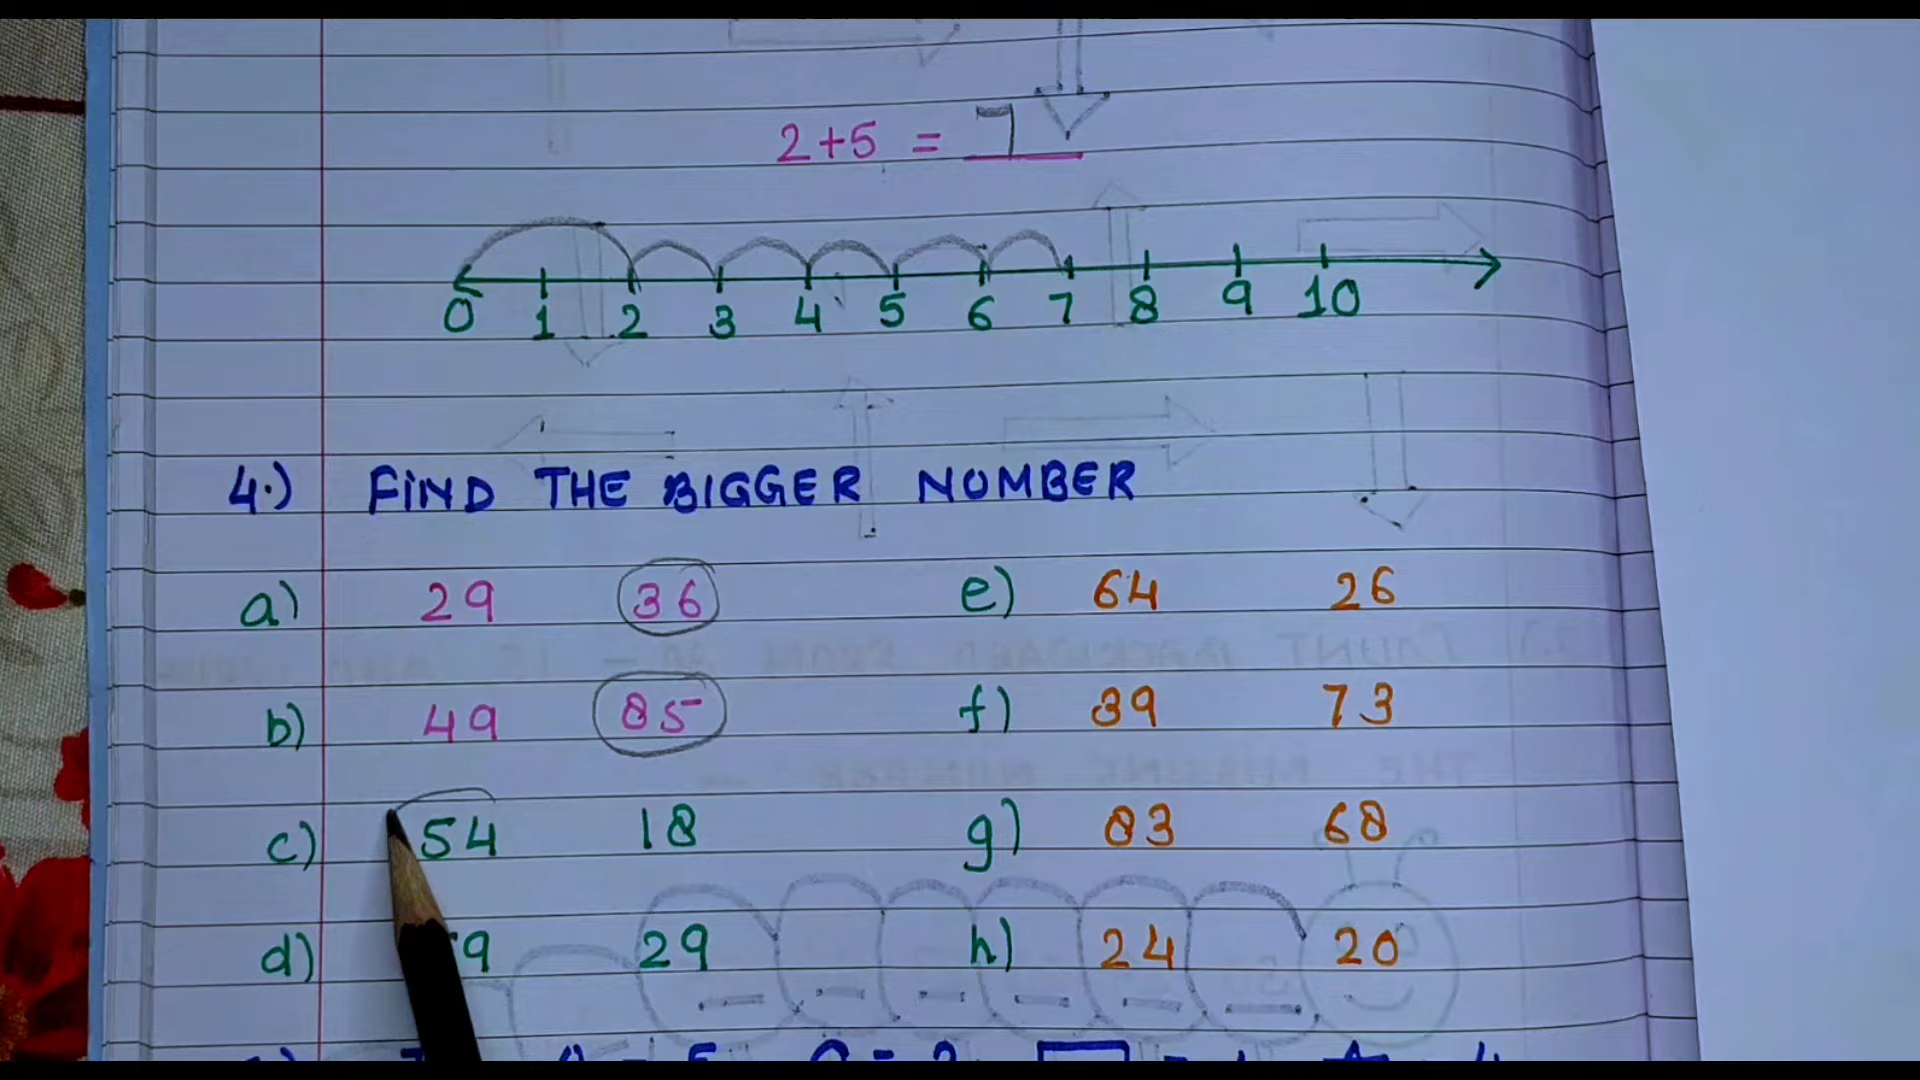 2+5 = 7
0 1 2 3 4 5 6 7 8 9 10
4.) FIND THE BIGGER NUMBER
a) 29 36 e) 64 26
b) 49 85 f) 39 73
c) 54 18 g) 83 68
d) 29 h) 24 20